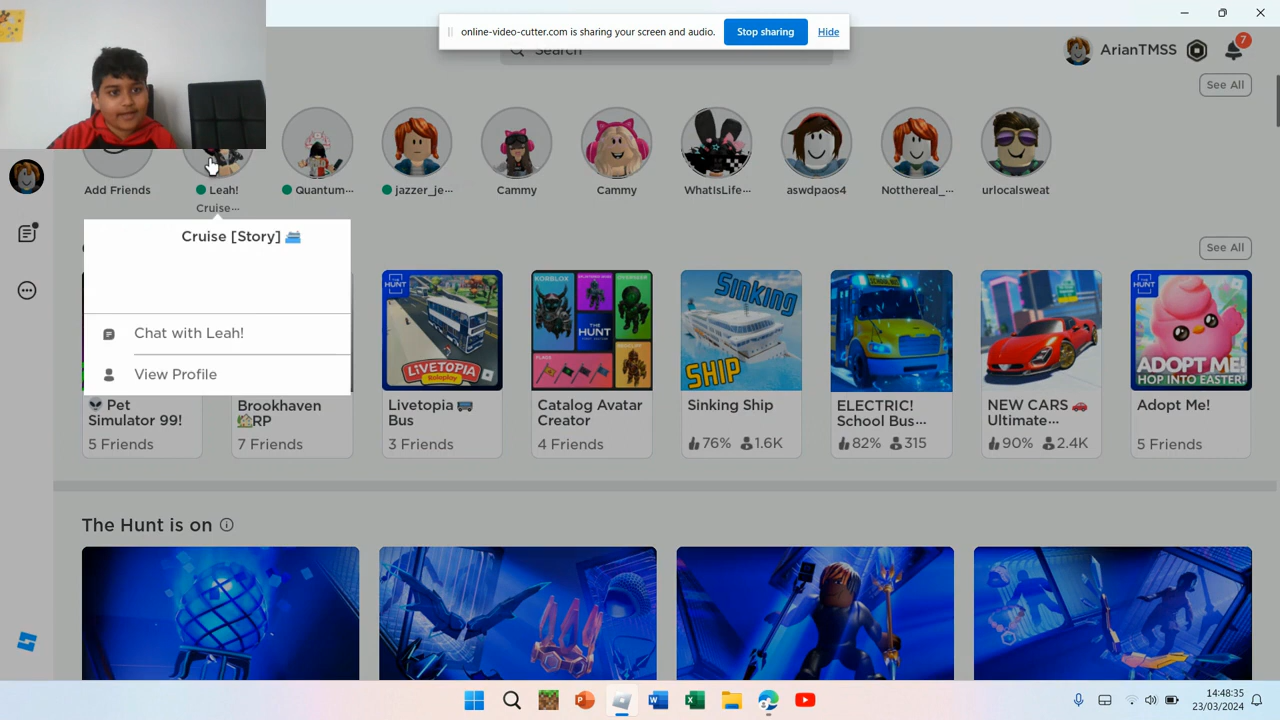 online-video-cutter.com is sharing your screen and audio.
Stop sharing
Hide
Search
ArianTMSS
7
See All
Add Friends
Leah!
Cruise…
Quantum…
jazzer_je…
Cammy
Cammy
WhatIsLife…
aswdpaos4
Notthereal_…
urlocalsweat
Cruise [Story]
Chat with Leah!
View Profile
See All
Pet Simulator 99!
5 Friends
Brookhaven RP
7 Friends
THE HUNT
LIVETOPIA
Roleplay
Livetopia Bus
3 Friends
KORBLOX
THE HUNT
Catalog Avatar Creator
4 Friends
Sinking SHIP
Sinking Ship
76% 1.6K
SCHOOL BUS
ELECTRIC! School Bus…
82% 315
NEW CARS Ultimate…
90% 2.4K
THE HUNT
ADOPT ME!
HOP INTO EASTER!
Adopt Me!
5 Friends
The Hunt is on
14:48:35
23/03/2024